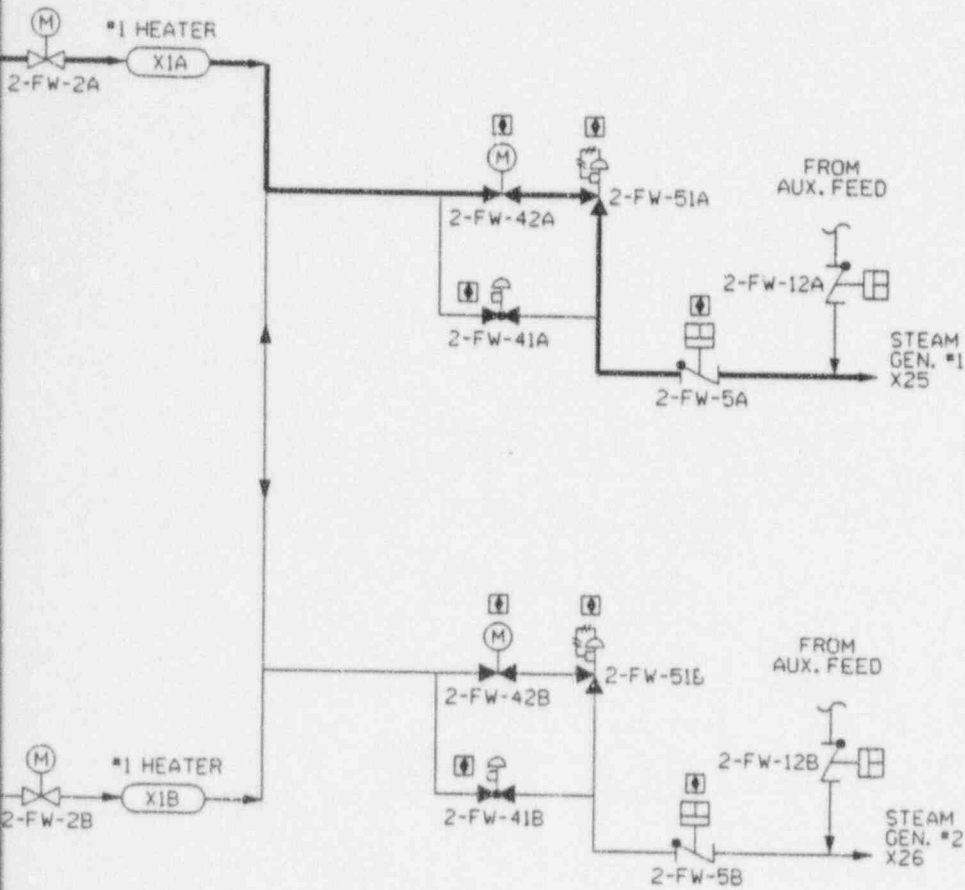 M
#1 HEATER
X1A
2-FW-2A
M
2-FW-42A
2-FW-51A
FROM
AUX. FEED
2-FW-12A
2-FW-41A
2-FW-5A
STEAM
GEN. #1
X25
M
2-FW-42B
2-FW-51B
FROM
AUX. FEED
M
#1 HEATER
X1B
2-FW-2B
2-FW-41B
2-FW-12B
2-FW-5B
STEAM
GEN. #2
X26